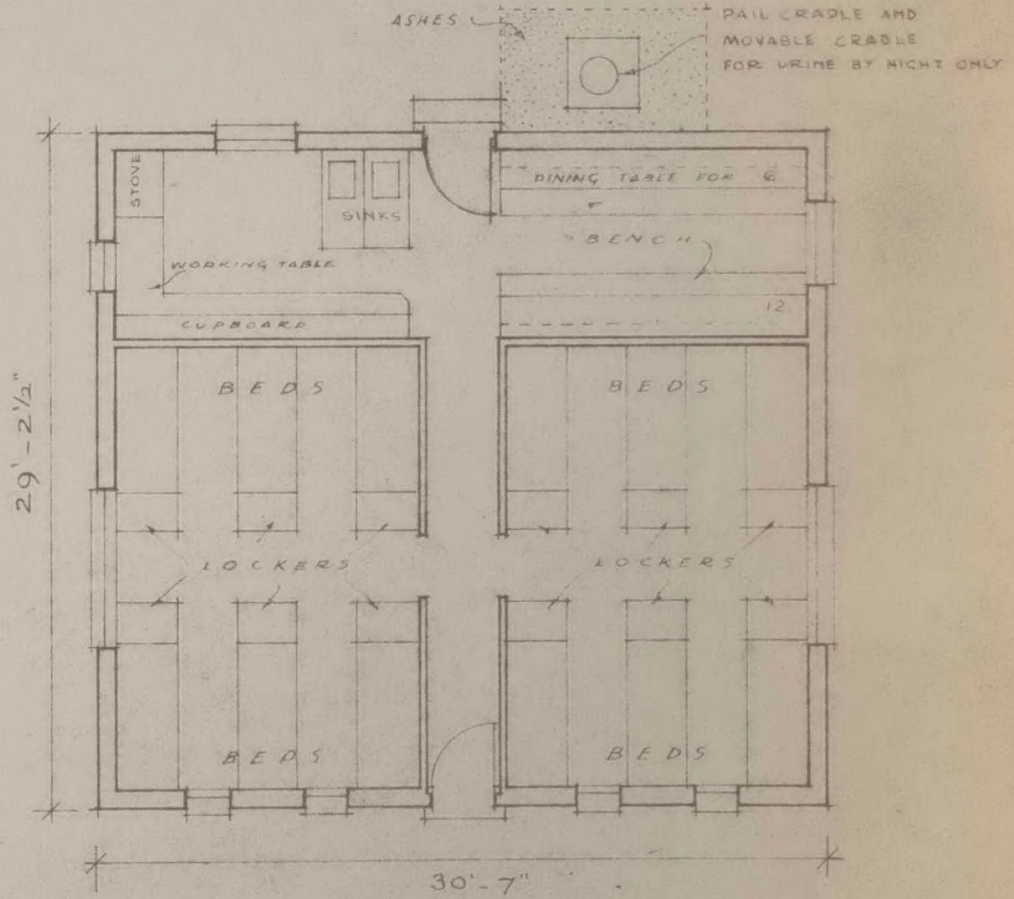 ASHES
PAIL CRADLE AND
MOVABLE CRADLE
FOR URINE BY NIGHT ONLY
STOVE
SINKS
DINING TABLE FOR 6
BENCH
WORKING TABLE
12
CUPBOARD
BEDS
BEDS
29'-2½"
LOCKERS
LOCKERS
BEDS
BEDS
30'-7"